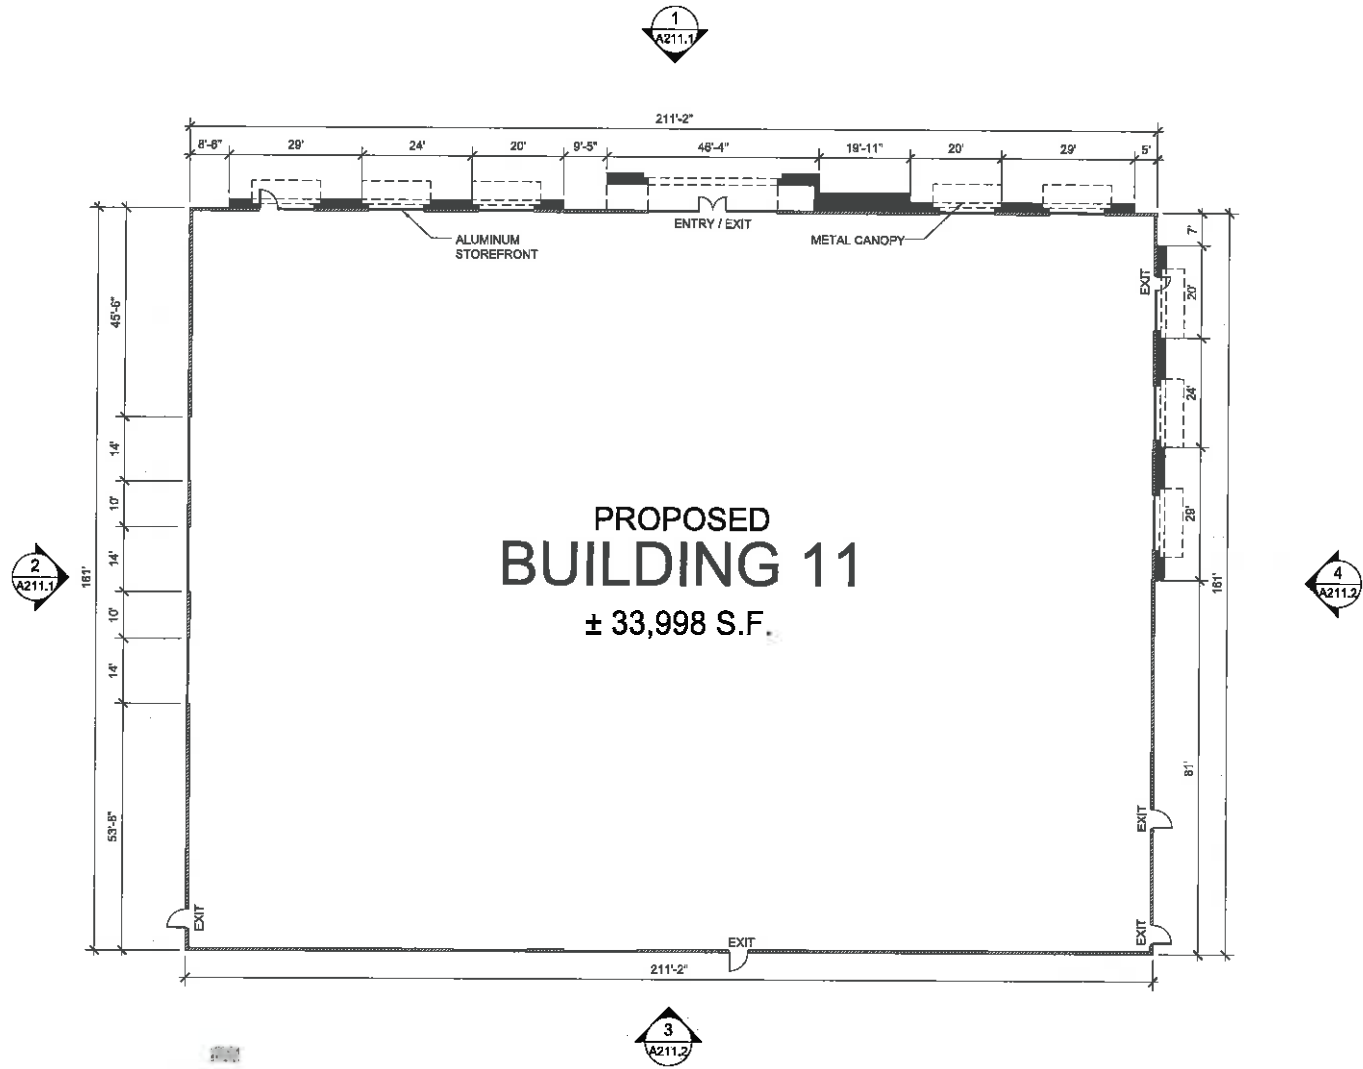 1
A211.1
211'-2"
8'-6" 29' 24' 20' 9'-5" 46'-4" 19'-11" 20' 29' 5'
ENTRY / EXIT
ALUMINUM
STOREFRONT
METAL CANOPY
7'
EXIT
20'
45'-6"
24'
14'
10'
29'
PROPOSED
BUILDING 11
± 33,998 S.F.
14'
2
A211.1
161'
161'
4
A211.2
10'
14'
81'
53'-8"
EXIT
EXIT
EXIT
EXIT
211'-2"
3
A211.2